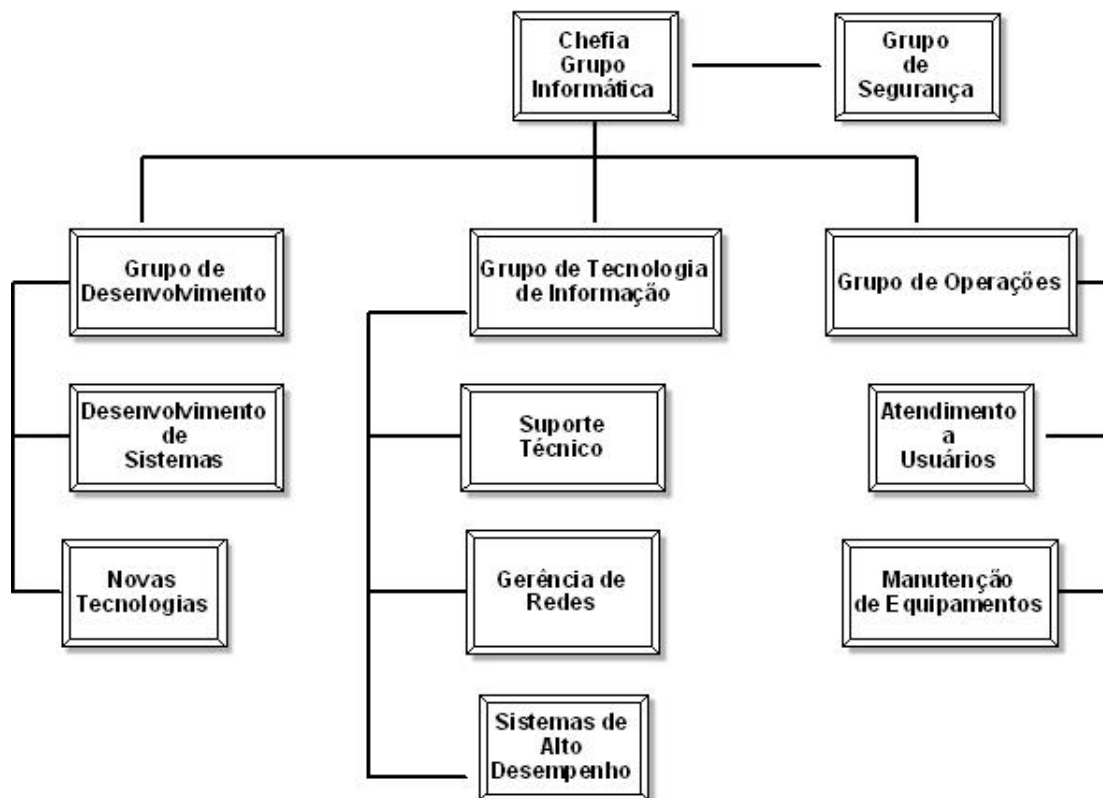 Chefia
Grupo
Informática
Grupo
de
Segurança
Grupo de
Desenvolvimento
Grupo de Tecnologia
de Informação
Grupo de Operações
Desenvolvimento
de
Sistemas
Suporte
Técnico
Atendimento
a
Usuários
Novas
Tecnologias
Gerência de
Redes
Manutenção
de Equipamentos
Sistemas de
Alto
Desempenho